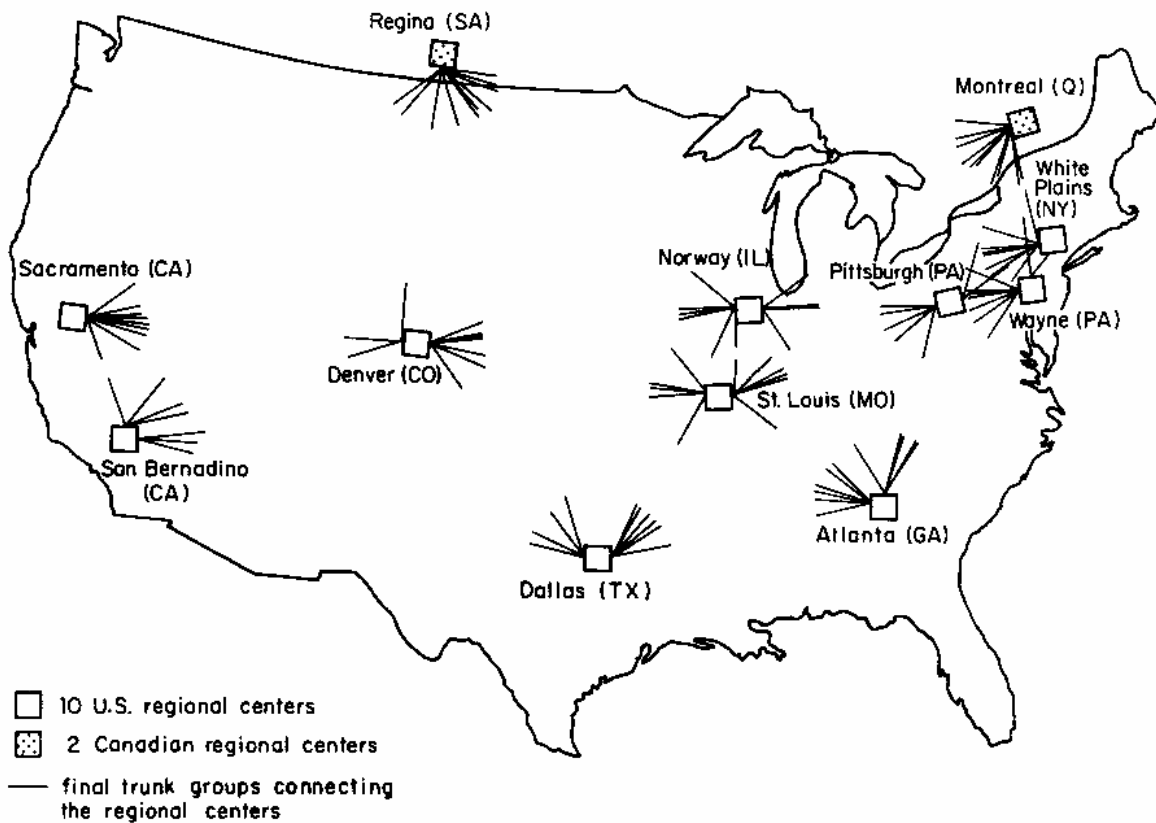 Regina (SA)
Montreal (Q)
White
Plains
(NY)
Sacramento (CA)
Norway (IL)
Pittsburgh (PA)
Wayne (PA)
Denver (CO)
St. Louis (MO)
San Bernadino
(CA)
Atlanta (GA)
Dallas (TX)
10 U.S. regional centers
2 Canadian regional centers
final trunk groups connecting
the regional centers